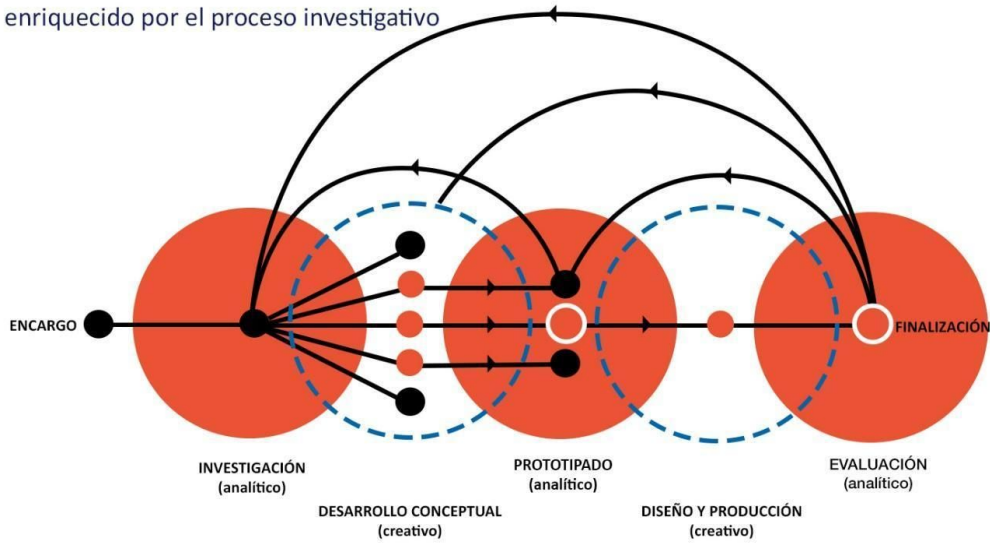 enriquecido por el proceso investigativo
ENCARGO
FINALIZACIÓN
INVESTIGACIÓN
(analítico)
DESARROLLO CONCEPTUAL
(creativo)
PROTOTIPADO
(analítico)
DISEÑO Y PRODUCCIÓN
(creativo)
EVALUACIÓN
(analítico)